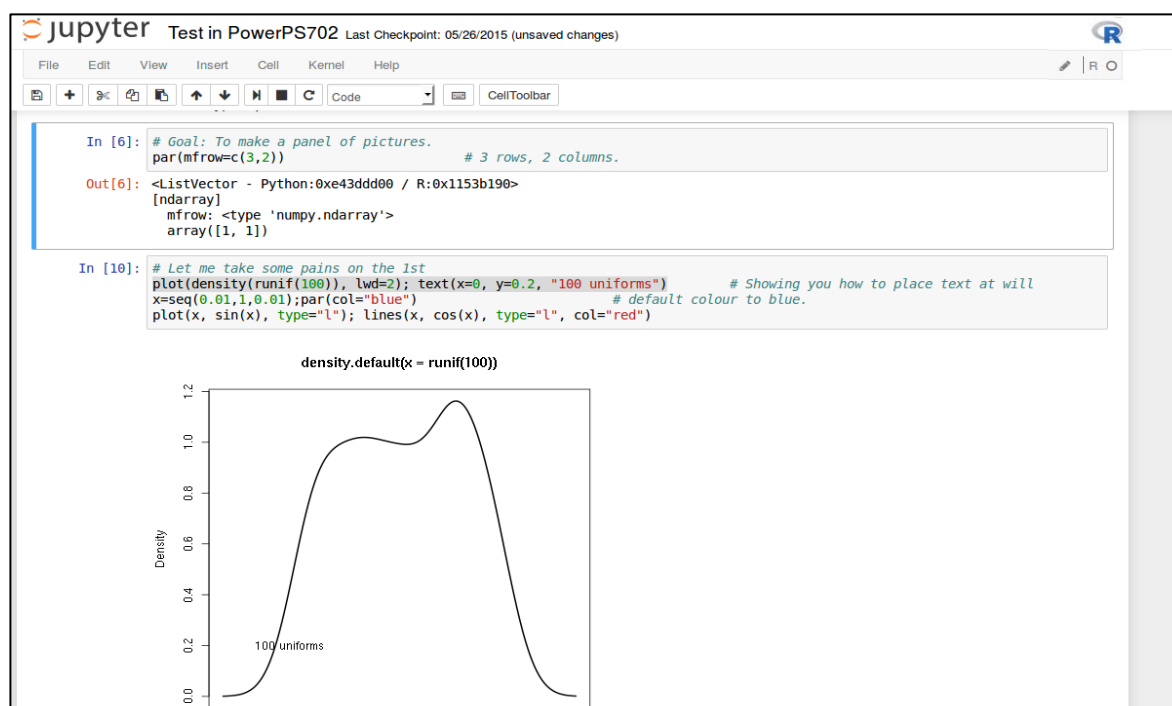 jupyter Test in PowerPS702 Last Checkpoint: 05/26/2015 (unsaved changes)
R
File Edit View Insert Cell Kernel Help
R
Code CellToolbar
In [6]: # Goal: To make a panel of pictures.
par(mfrow=c(3,2)) # 3 rows, 2 columns.
Out[6]: <ListVector - Python:0xe43ddd00 / R:0x1153b190>
[ndarray]
mfrow: <type 'numpy.ndarray'>
array([1, 1])
In [10]: # Let me take some pains on the 1st
plot(density(runif(100)), lwd=2); text(x=0, y=0.2, "100 uniforms") # Showing you how to place text at will
x=seq(0.01,1,0.01);par(col="blue") # default colour to blue.
plot(x, sin(x), type="l"); lines(x, cos(x), type="l", col="red")
density.default(x = runif(100))
1.2
1.0
0.8
0.6
Density
0.4
0.2
100 uniforms
0.0